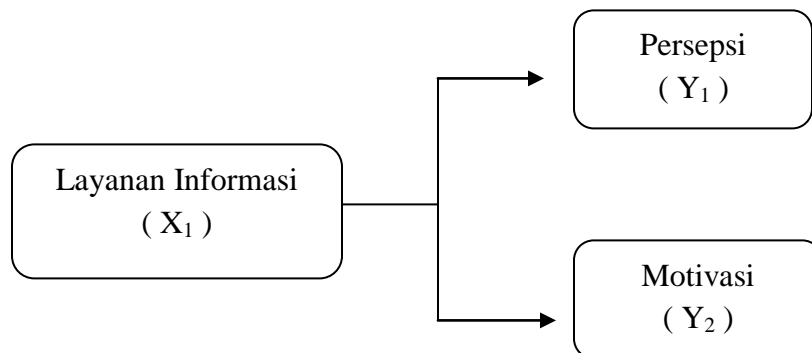 Persepsi
( Y₁ )
Layanan Informasi
( X₁ )
Motivasi
( Y₂ )